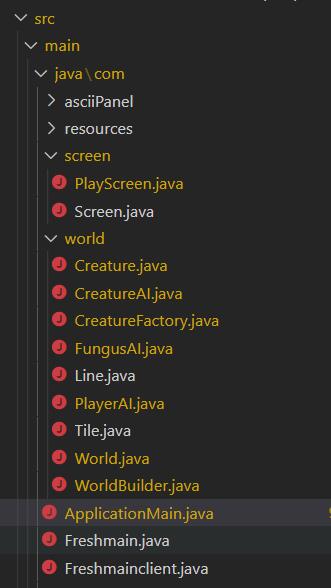 src
main
java\com
asciiPanel
resources
screen
J PlayScreen.java
J Screen.java
world
J Creature.java
J CreatureAI.java
J CreatureFactory.java
J FungusAI.java
J Line.java
J PlayerAI.java
J Tile.java
J World.java
J WorldBuilder.java
J ApplicationMain.java
J Freshmain.java
J Freshmainclient.java